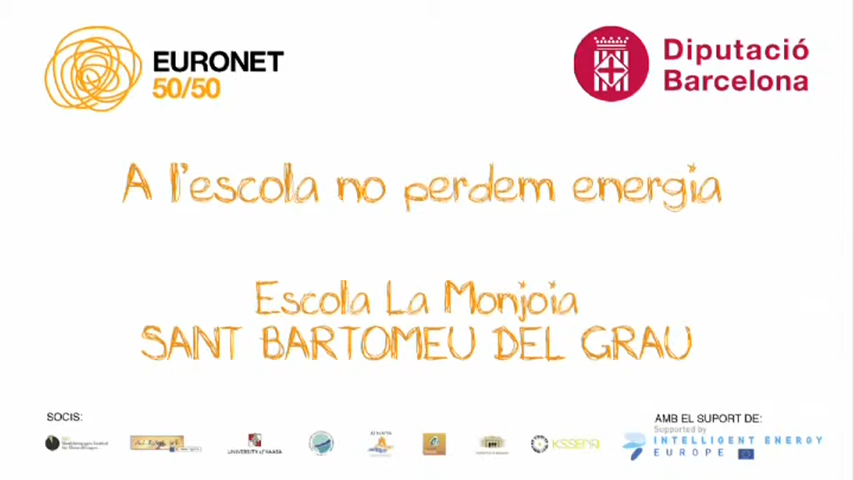 EURONET
50/50
Diputació
Barcelona
A l'escola no perdem energia
Escola La Monjoia
SANT BARTOMEU DEL GRAU
SOCIS:
AMB EL SUPORT DE:
UNIVERSITY of VAASA
KSSENA
Supported by
INTELLIGENT ENERGY
EUROPE